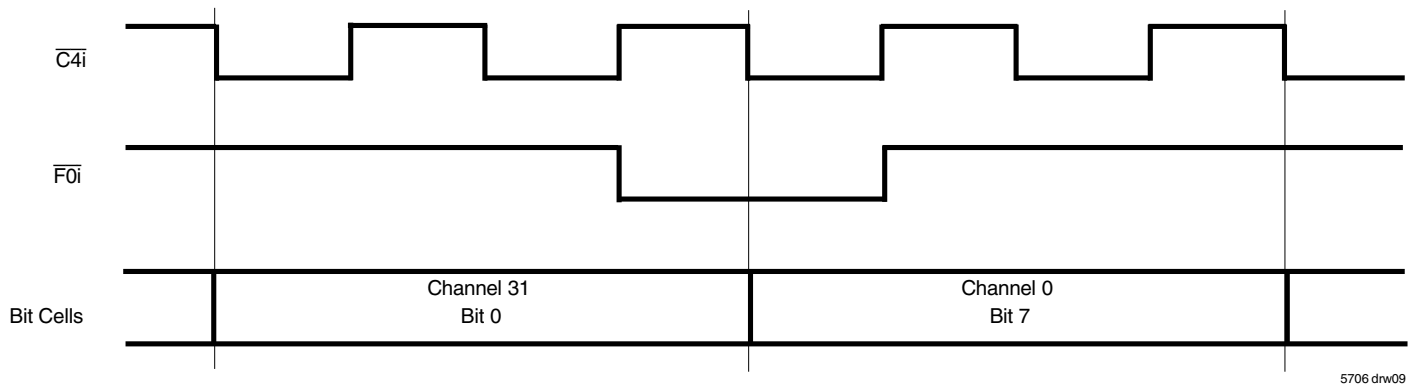 C4i
F0i
Bit Cells
Channel 31
Bit 0
Channel 0
Bit 7
5706 drw09